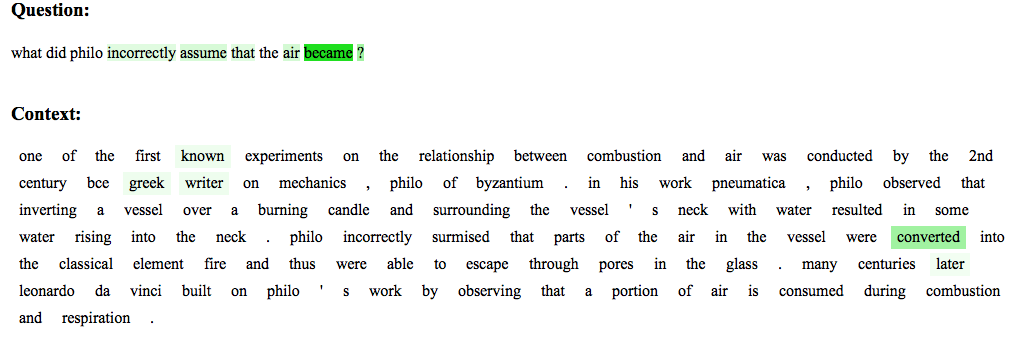 Question:
what did philo incorrectly assume that the air became ?
Context:
one of the first known experiments on the relationship between combustion and air was conducted by the 2nd
century bce greek writer on mechanics , philo of byzantium . in his work pneumatica , philo observed that
inverting a vessel over a burning candle and surrounding the vessel ' s neck with water resulted in some
water rising into the neck . philo incorrectly surmised that parts of the air in the vessel were converted into
the classical element fire and thus were able to escape through pores in the glass . many centuries later
leonardo da vinci built on philo ' s work by observing that a portion of air is consumed during combustion
and respiration .